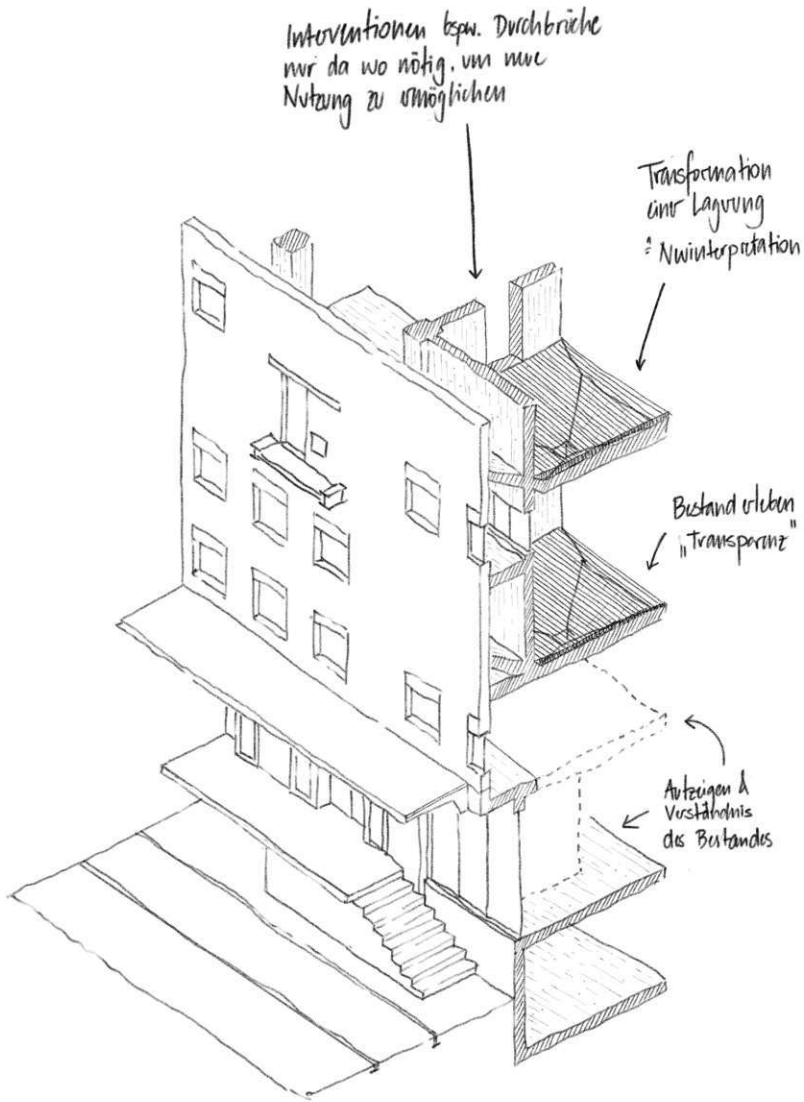 Interventionen bspw. Durchbrüche
nur da wo nötig, um neue
Nutzung zu ermöglichen
Transformation
einer Lagerung
≙ Neuinterpretation
Bestand erleben
„Transparenz"
Aufzeigen &
Verständnis
des Bestandes